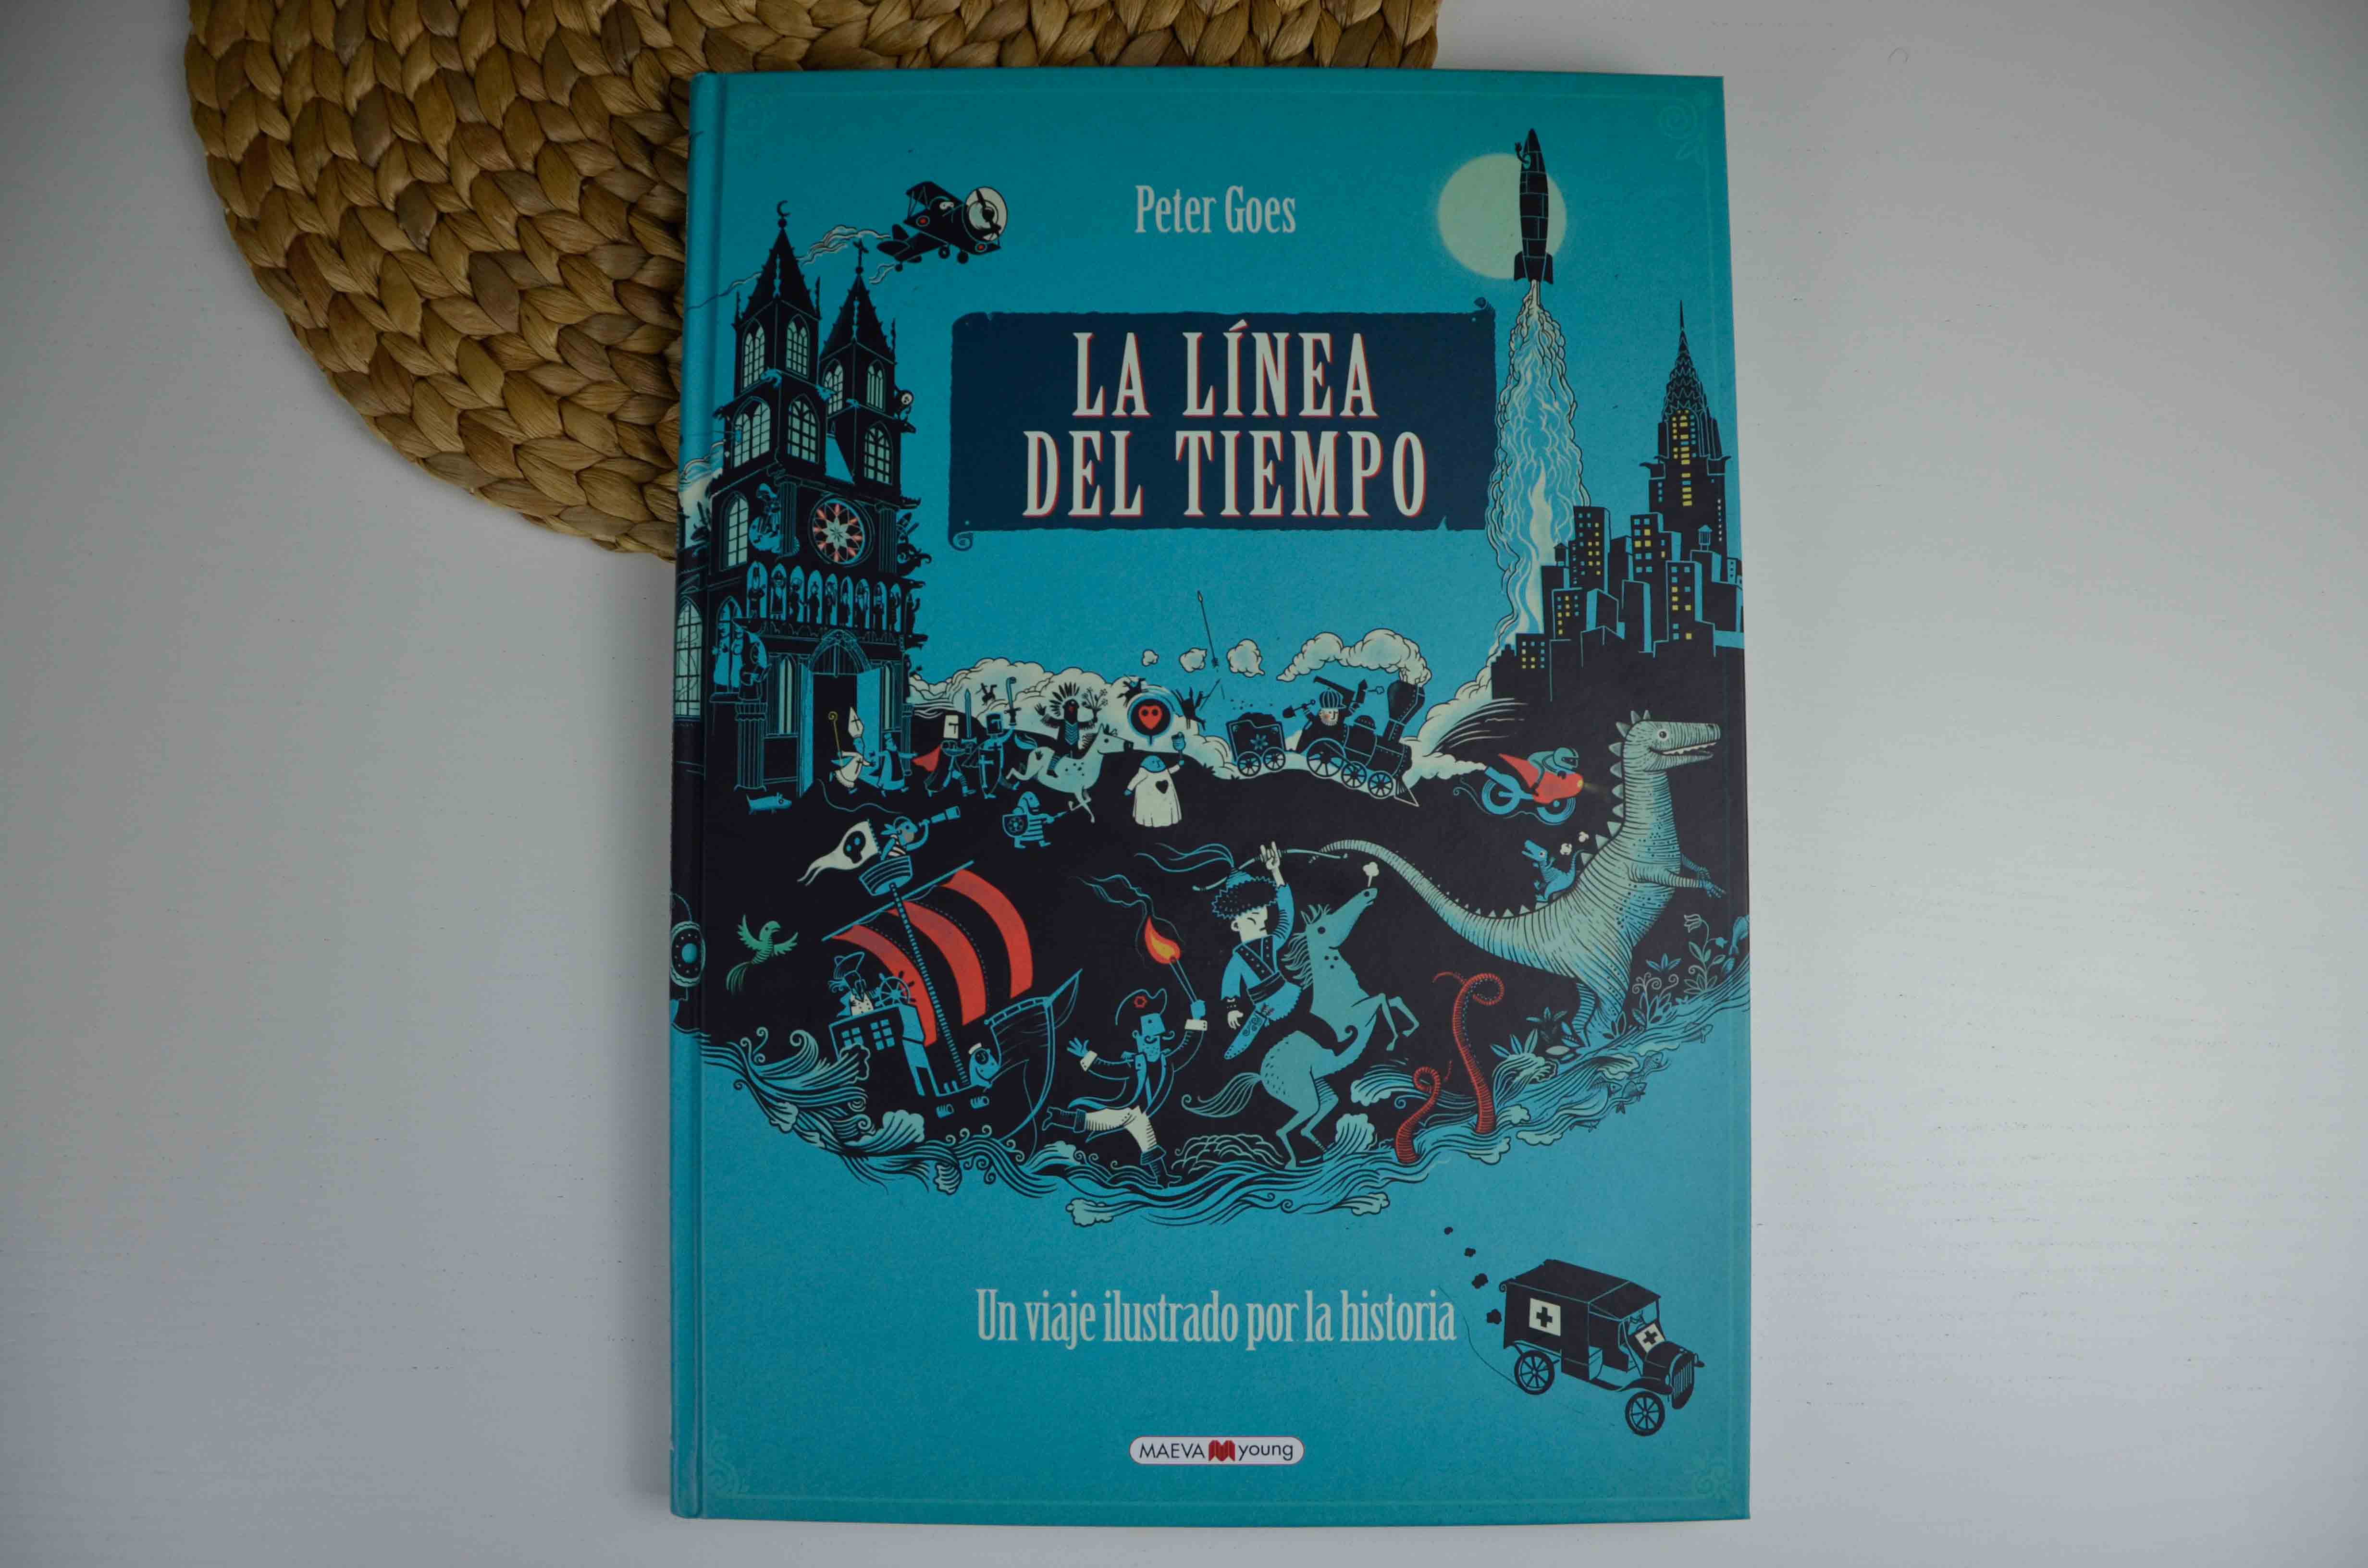 Peter Goes
LA LÍNEA
DEL TIEMPO
Un viaje ilustrado por la historia
MAEVA young